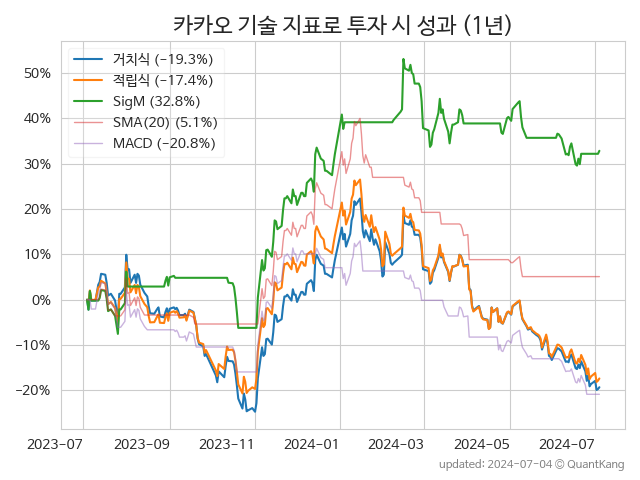 카카오 기술 지표로 투자 시 성과 (1년)
거치식 (−19.3%)
적립식 (−17.4%)
SigM (32.8%)
SMA(20) (5.1%)
MACD (−20.8%)
50%
40%
30%
20%
10%
0%
−10%
−20%
2023−07 2023−09 2023−11 2024−01 2024−03 2024−05 2024−07
updated: 2024−07−04 ⓒ QuantKang